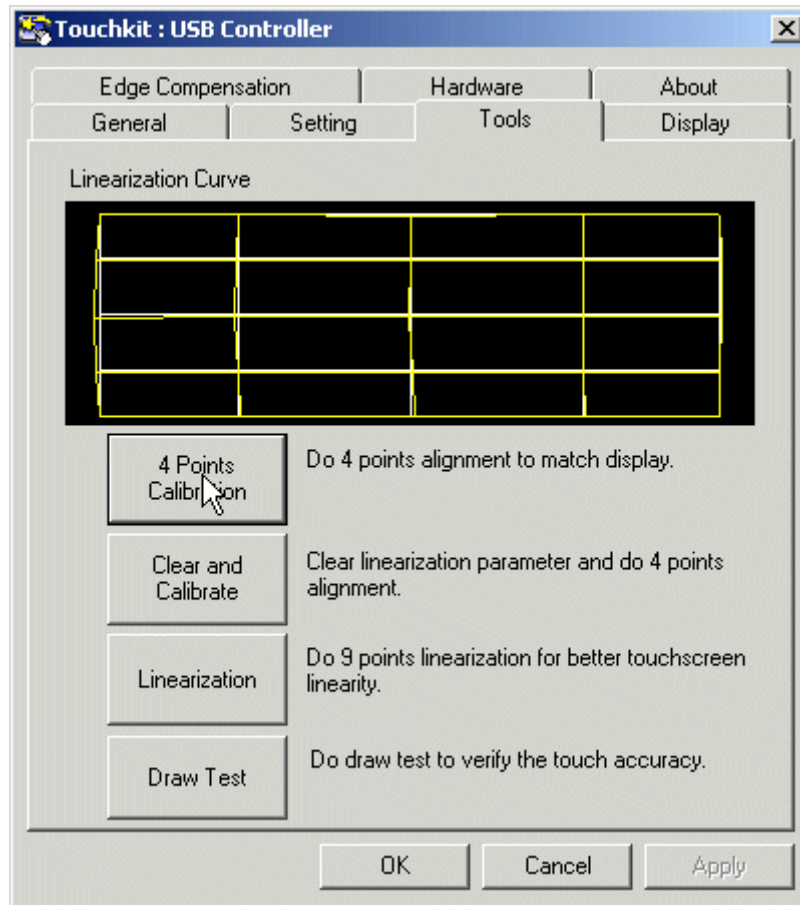 Touchkit : USB Controller
Edge Compensation Hardware About
General Setting Tools Display
Linearization Curve
4 Points
Calibration
Do 4 points alignment to match display.
Clear and
Calibrate
Clear linearization parameter and do 4 points
alignment.
Linearization
Do 9 points linearization for better touchscreen
linearity.
Draw Test
Do draw test to verify the touch accuracy.
OK Cancel Apply